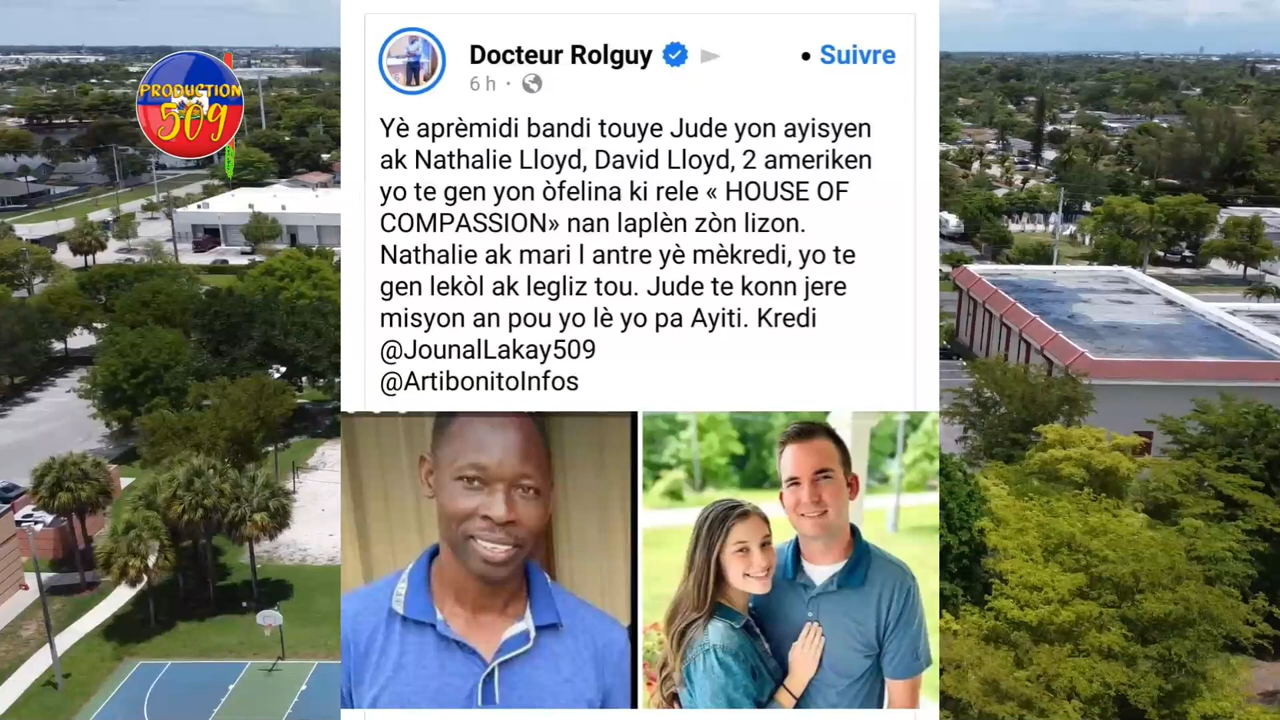 PRODUCTION
509
Docteur Rolguy
• Suivre
6 h ·
Yè aprèmidi bandi touye Jude yon ayisyen
ak Nathalie Lloyd, David Lloyd, 2 ameriken
yo te gen yon òfelina ki rele « HOUSE OF
COMPASSION» nan laplèn zòn lizon.
Nathalie ak mari l antre yè mèkredi, yo te
gen lekòl ak legliz tou. Jude te konn jere
misyon an pou yo lè yo pa Ayiti. Kredi
@JounalLakay509
@ArtibonitoInfos